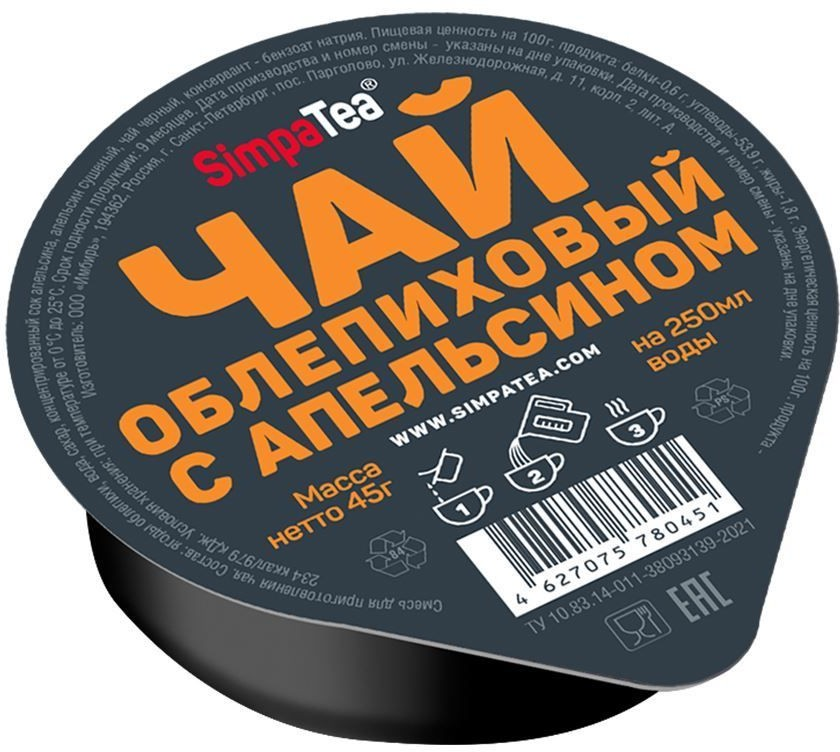 SimpaTea®
ЧАЙ
ОБЛЕПИХОВЫЙ
С АПЕЛЬСИНОМ
WWW.SIMPATEA.COM
на 250мл
воды
Масса
нетто 45г
1 2 3
84
PS
4 627075 780451
ТУ 10.83.14-011-38093139-2021
EAC
Смесь для приготовления чая. Состав: ягоды облепихи, вода, сахар, концентрированный сок апельсина, апельсин сушеный, чай черный, консервант - бензоат натрия. Пищевая ценность на 100г. продукта: белки-0,6 г, углеводы-53,9 г, жиры-1,8 г. Энергетическая ценность на 100г. продукта -
234 ккал/979 кДж. Условия хранения: при температуре от 0°С до 25°С. Срок годности продукции: 9 месяцев. Дата производства и номер смены - указаны на дне упаковки. Дата производства и номер смены - указаны на дне упаковки.
Изготовитель: ООО «Имбирь», 194362, Россия, г. Санкт-Петербург, пос. Парголово, ул. Железнодорожная, д. 11, корп. 2, лит. А.